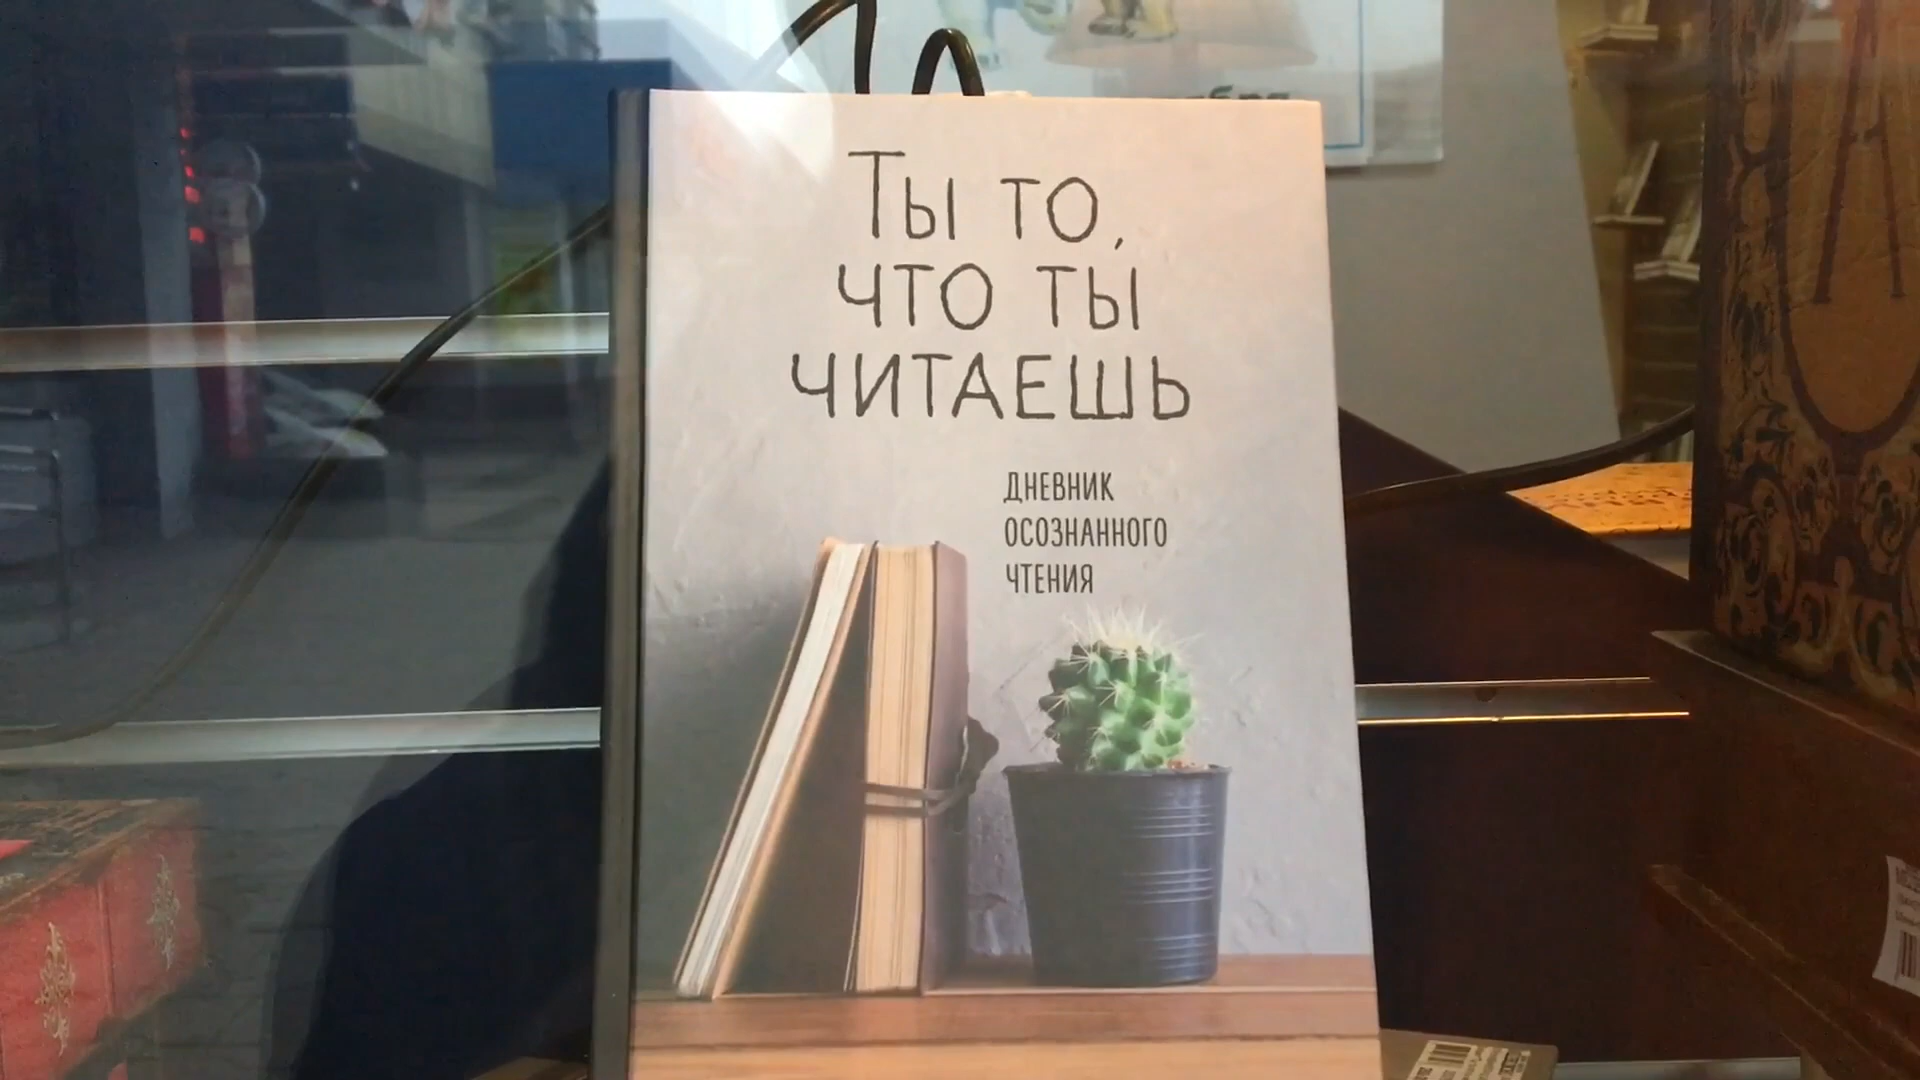 Ты то,
что ты
читаешь
ДНЕВНИК
ОСОЗНАННОГО
ЧТЕНИЯ